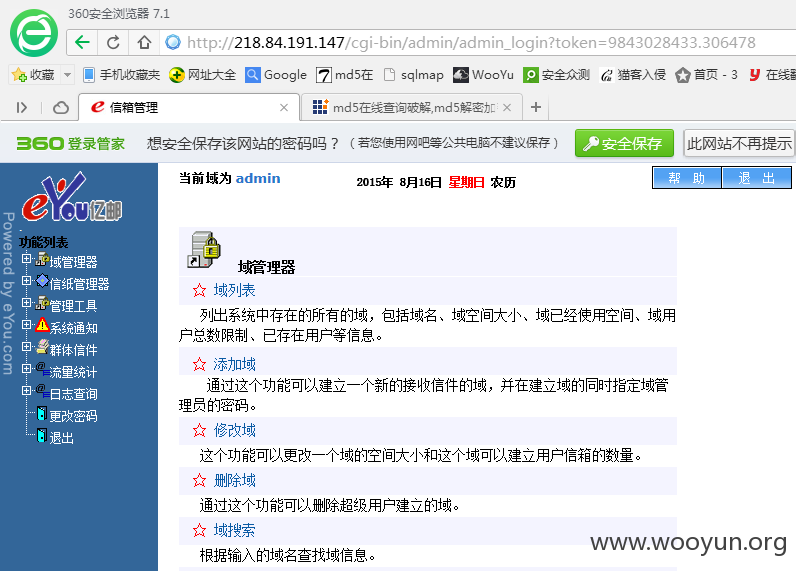 360安全浏览器 7.1
http://218.84.191.147/cgi-bin/admin/admin_login?token=9843028433.306478
收藏 手机收藏夹 网址大全 Google md5在 sqlmap WooYu 安全众测 猫客入侵 首页 - 3 在线翻
信箱管理 md5在线查询破解,md5解密加
360登录管家 想安全保存该网站的密码吗？（若您使用网吧等公共电脑不建议保存） 安全保存 此网站不再提示
eYou亿邮
Powered by eYou.com
功能列表
域管理器
信纸管理器
管理工具
系统通知
群体信件
流量统计
日志查询
更改密码
退出
当前域为 admin
2015年 8月16日 星期日 农历
帮 助 退 出
域管理器
☆ 域列表
列出系统中存在的所有的域，包括域名、域空间大小、域已经使用空间、域用
户总数限制、已存在用户等信息。
☆ 添加域
通过这个功能可以建立一个新的接收信件的域，并在建立域的同时指定域管
理员的密码。
☆ 修改域
这个功能可以更改一个域的空间大小和这个域可以建立用户信箱的数量。
☆ 删除域
通过这个功能可以删除超级用户建立的域。
☆ 域搜索
根据输入的域名查找域信息。
www.wooyun.org